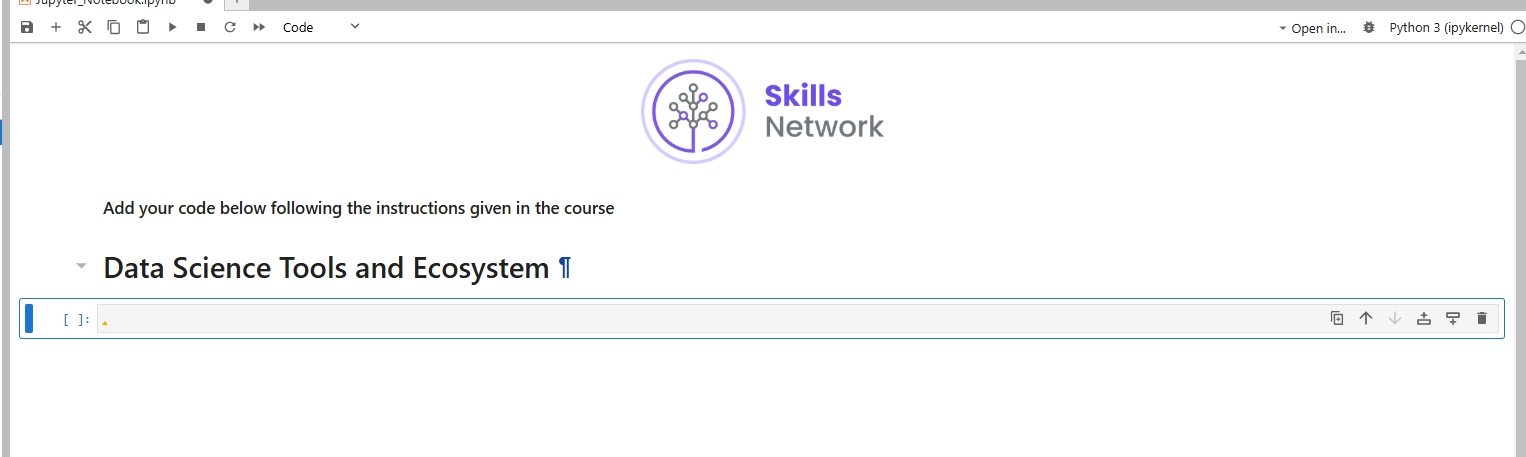 Jupyter_Notebook.ipynb
Code
Open in...
Python 3 (ipykernel)
Skills
Network
Add your code below following the instructions given in the course
Data Science Tools and Ecosystem ¶
[ ]: